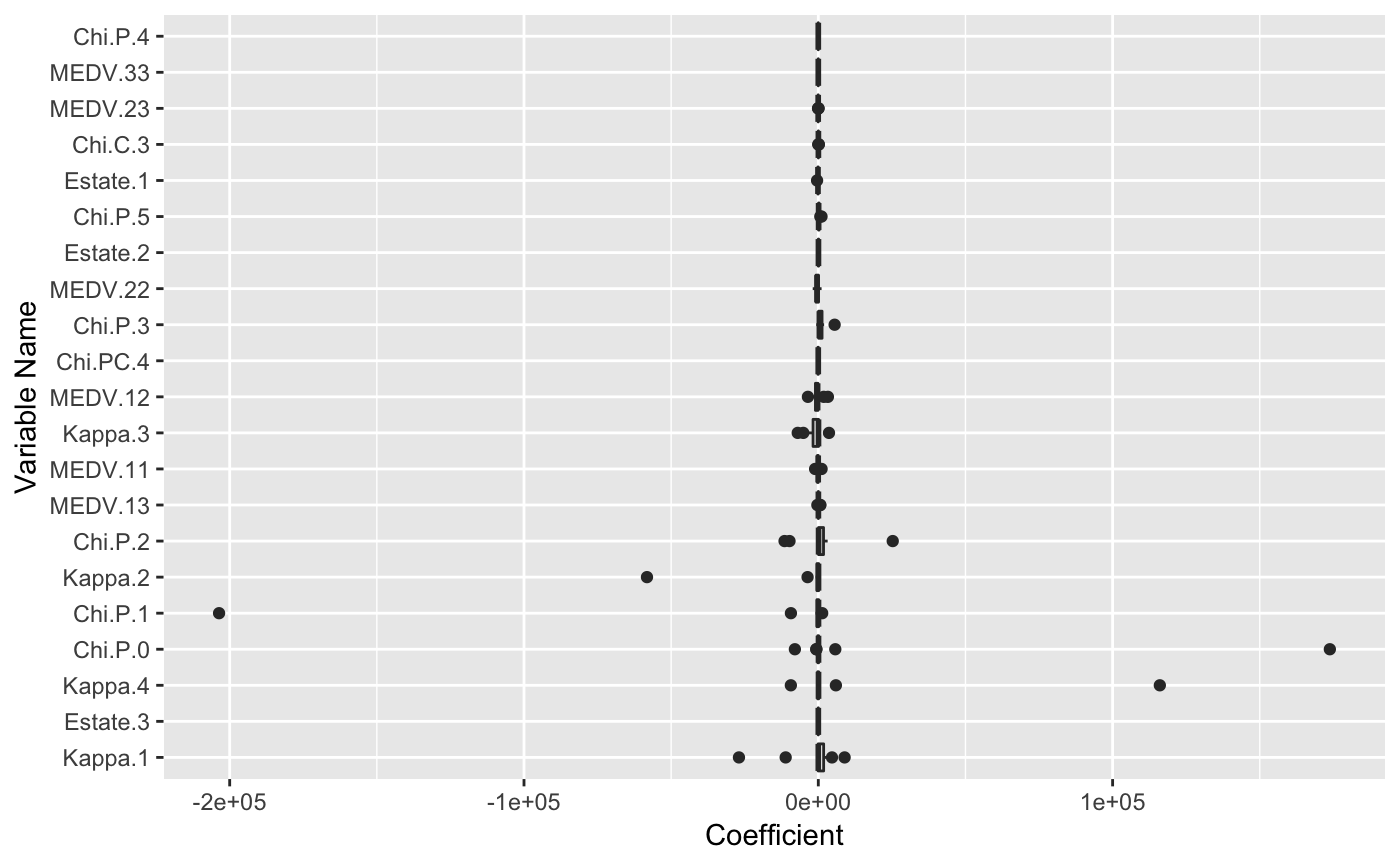 Chi.P.4
MEDV.33
MEDV.23
Chi.C.3
Estate.1
Chi.P.5
Estate.2
MEDV.22
Chi.P.3
Chi.PC.4
MEDV.12
Kappa.3
MEDV.11
MEDV.13
Chi.P.2
Kappa.2
Chi.P.1
Chi.P.0
Kappa.4
Estate.3
Kappa.1
Variable Name
-2e+05 -1e+05 0e+00 1e+05
Coefficient